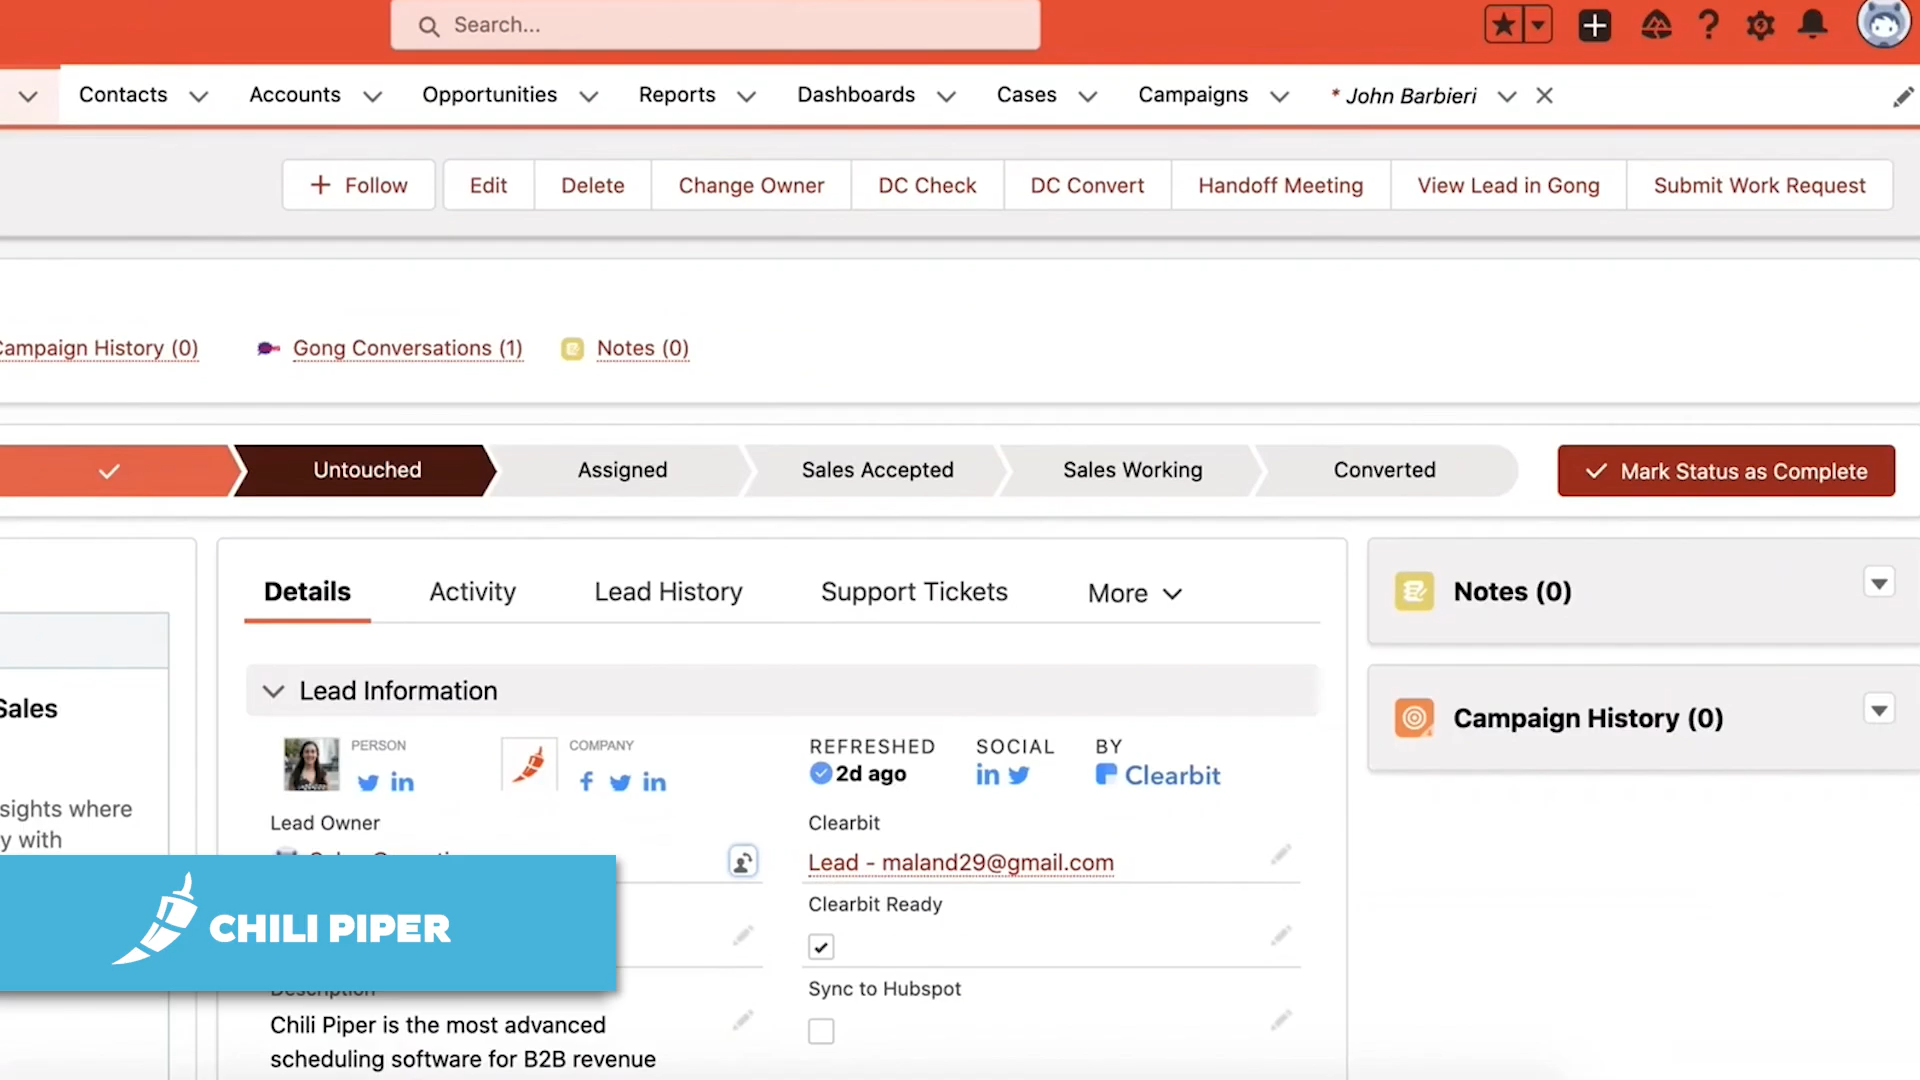 Search...
Contacts Accounts Opportunities Reports Dashboards Cases Campaigns * John Barbieri
Follow Edit Delete Change Owner DC Check DC Convert Handoff Meeting View Lead in Gong Submit Work Request
Campaign History (0) Gong Conversations (1) Notes (0)
Untouched Assigned Sales Accepted Sales Working Converted Mark Status as Complete
Details Activity Lead History Support Tickets More
Notes (0)
Lead Information
Campaign History (0)
Sales
sights where
y with
PERSON COMPANY REFRESHED SOCIAL BY
2d ago Clearbit
Lead Owner Clearbit
Lead - maland29@gmail.com
Clearbit Ready
CHILI PIPER
Description Sync to Hubspot
Chili Piper is the most advanced
scheduling software for B2B revenue